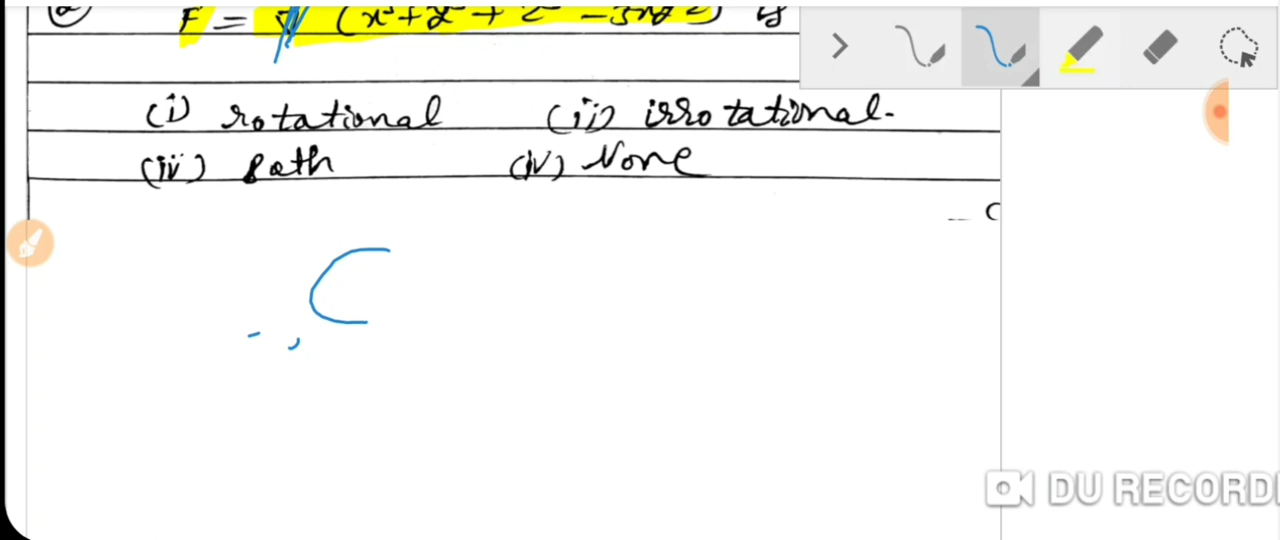 F = ∇ (
(i) rotational (ii) irrotational.
(iii) Both (iv) None
C
DU RECORD